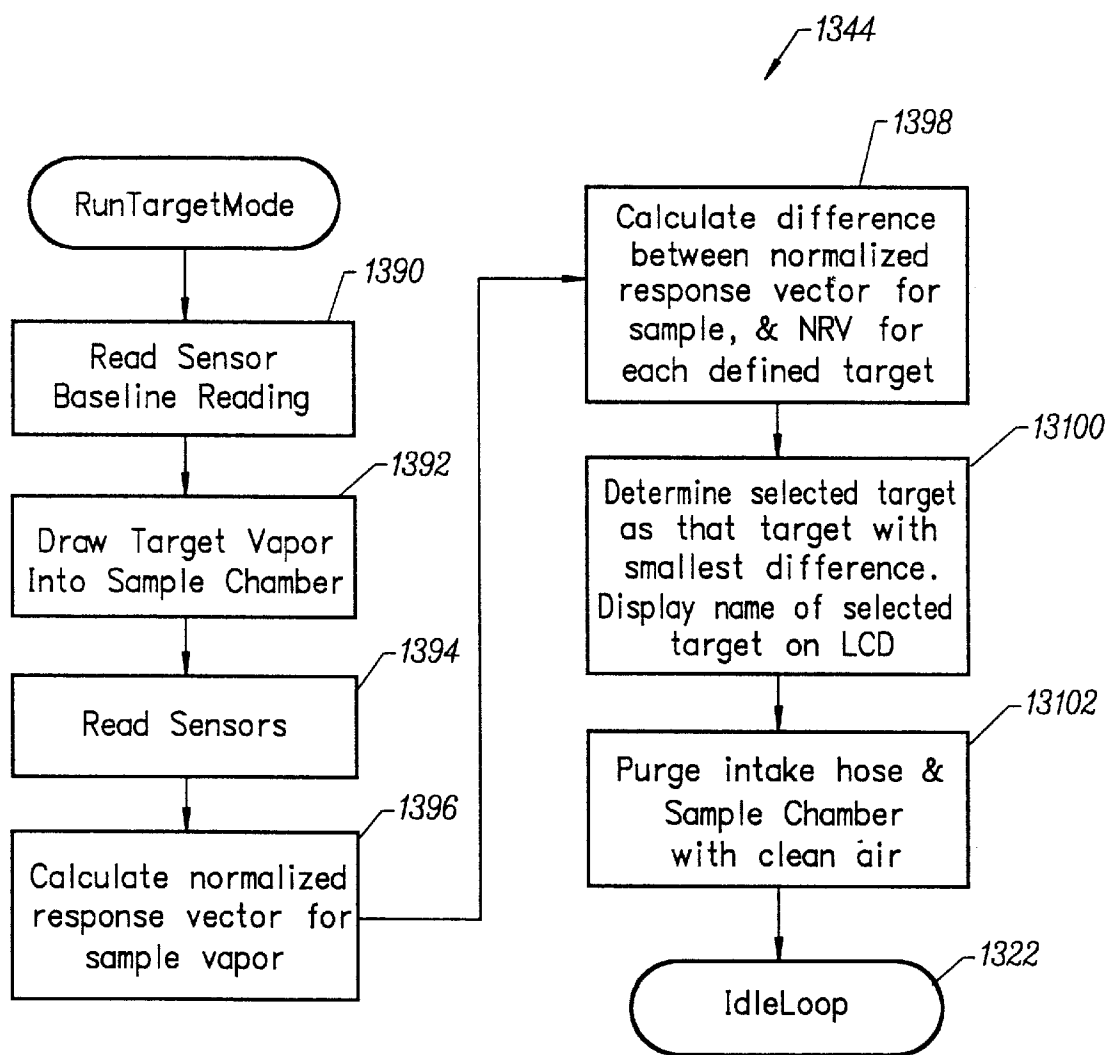 1344
RunTargetMode
1390
Read Sensor
Baseline Reading
1392
Draw Target Vapor
Into Sample Chamber
1394
Read Sensors
1396
Calculate normalized
response vector for
sample vapor
1398
Calculate difference
between normalized
response vector for
sample, & NRV for
each defined target
13100
Determine selected target
as that target with
smallest difference.
Display name of selected
target on LCD
13102
Purge intake hose &
Sample Chamber
with clean air
1322
IdleLoop